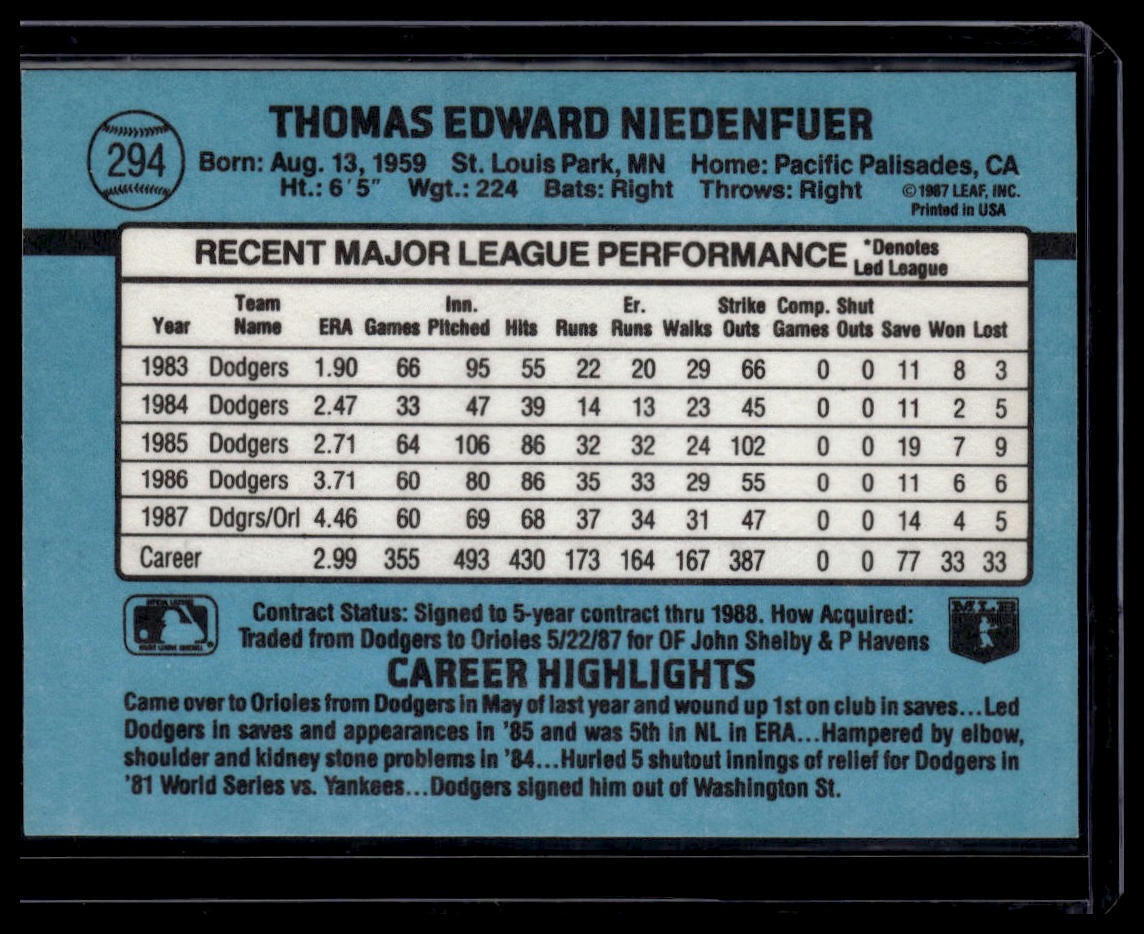 THOMAS EDWARD NIEDENFUER
294
Born: Aug. 13, 1959 St. Louis Park, MN Home: Pacific Palisades, CA
Ht.: 6'5" Wgt.: 224 Bats: Right Throws: Right ©1987 LEAF, INC.
Printed in USA
RECENT MAJOR LEAGUE PERFORMANCE *Denotes
Led League
Team Inn. Er. Strike Comp. Shut
Year Name ERA Games Pitched Hits Runs Runs Walks Outs Games Outs Save Won Lost
1983 Dodgers 1.90 66 95 55 22 20 29 66 0 0 11 8 3
1984 Dodgers 2.47 33 47 39 14 13 23 45 0 0 11 2 5
1985 Dodgers 2.71 64 106 86 32 32 24 102 0 0 19 7 9
1986 Dodgers 3.71 60 80 86 35 33 29 55 0 0 11 6 6
1987 Ddgrs/Orl 4.46 60 69 68 37 34 31 47 0 0 14 4 5
Career 2.99 355 493 430 173 164 167 387 0 0 77 33 33
Contract Status: Signed to 5-year contract thru 1988. How Acquired:
Traded from Dodgers to Orioles 5/22/87 for OF John Shelby & P Havens
MLB
CAREER HIGHLIGHTS
Came over to Orioles from Dodgers in May of last year and wound up 1st on club in saves...Led
Dodgers in saves and appearances in '85 and was 5th in NL in ERA...Hampered by elbow,
shoulder and kidney stone problems in '84...Hurled 5 shutout innings of relief for Dodgers in
'81 World Series vs. Yankees...Dodgers signed him out of Washington St.